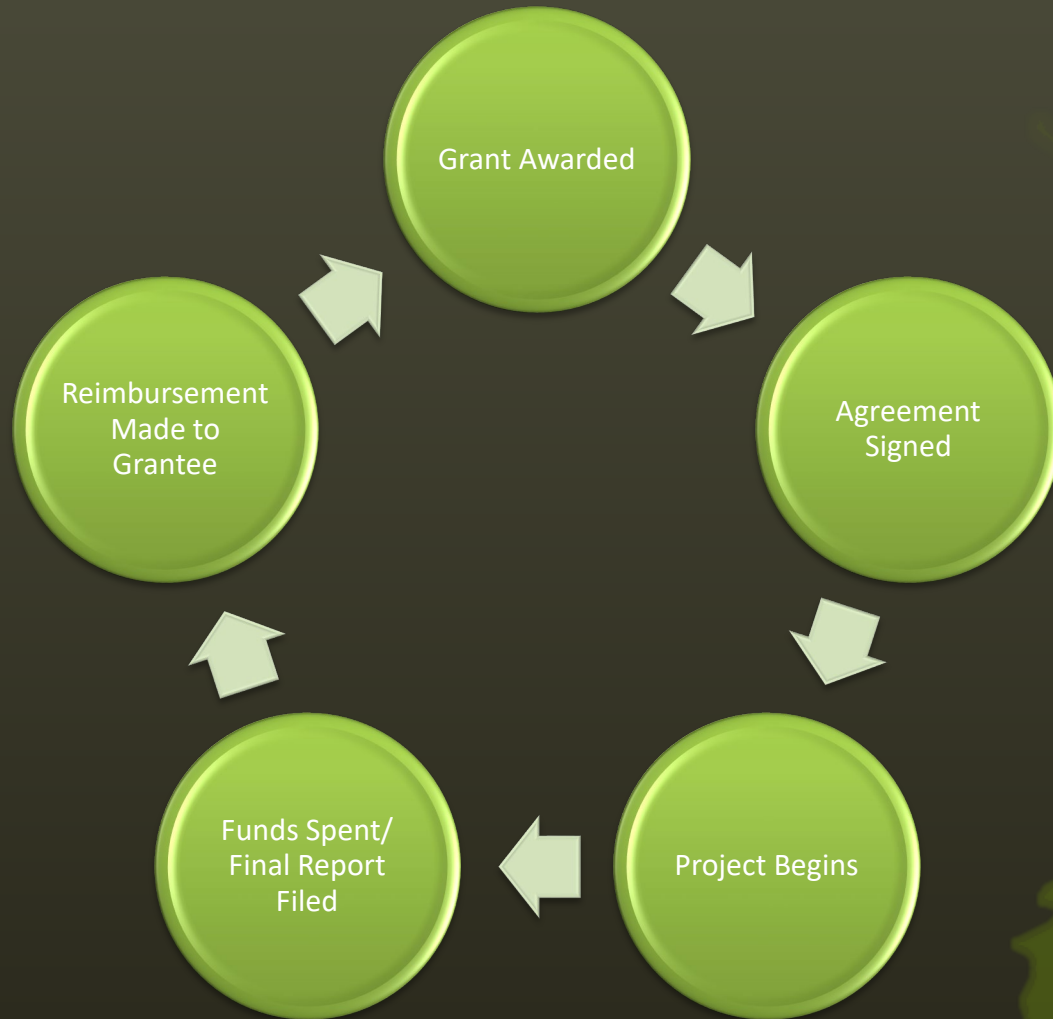 Grant Awarded
Agreement
Signed
Project Begins
Funds Spent/
Final Report
Filed
Reimbursement
Made to
Grantee